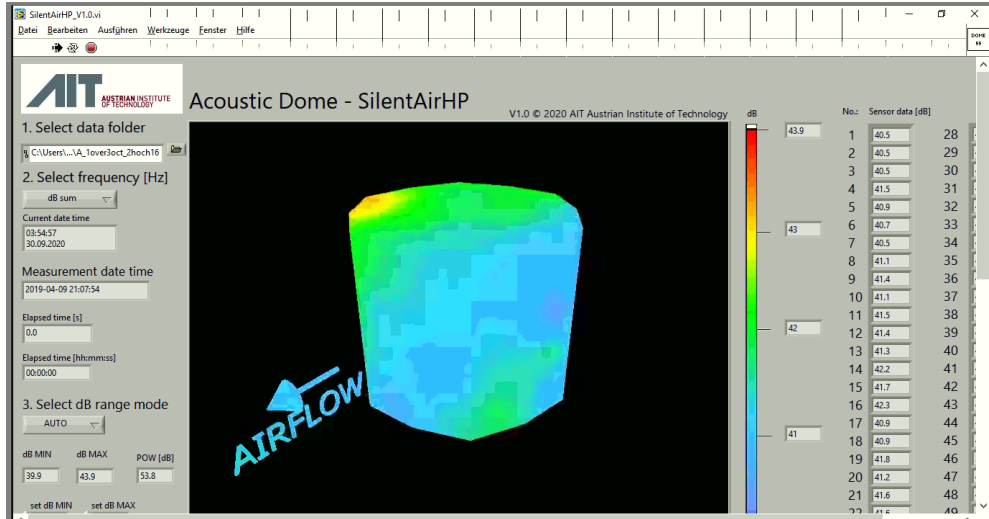 SilentAirHP_V1.0.vi
Datei Bearbeiten Ausführen Werkzeuge Fenster Hilfe
DOME
AIT AUSTRIAN INSTITUTE
OF TECHNOLOGY
Acoustic Dome - SilentAirHP
V1.0 © 2020 AIT Austrian Institute of Technology
1. Select data folder
C:\Users\...\A_1over3oct_2hoch16
2. Select frequency [Hz]
dB sum
Current date time
03:54:57
30.09.2020
Measurement date time
2019-04-09 21:07:54
Elapsed time [s]
0.0
Elapsed time [hh:mm:ss]
00:00:00
3. Select dB range mode
AUTO
dB MIN dB MAX POW [dB]
39.9 43.9 53.8
set dB MIN set dB MAX
AIRFLOW
dB
43.9
43
42
41
No.: Sensor data [dB]
1 40.5 28
2 40.5 29
3 40.5 30
4 41.5 31
5 40.9 32
6 40.7 33
7 40.5 34
8 41.1 35
9 41.4 36
10 41.1 37
11 41.5 38
12 41.4 39
13 41.3 40
14 42.2 41
15 41.7 42
16 42.3 43
17 40.9 44
18 40.9 45
19 41.8 46
20 41.2 47
21 41.6 48
22 41.6 49